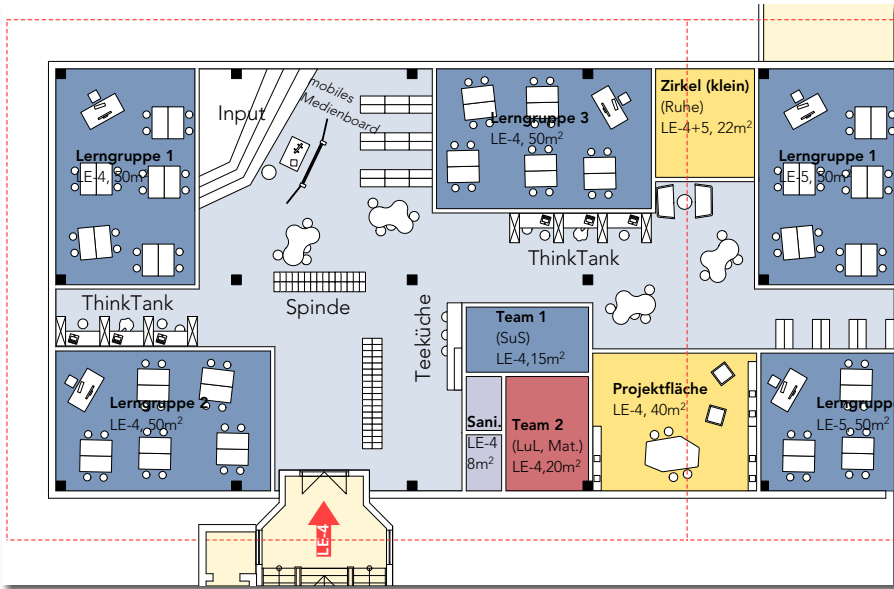 Lerngruppe 1
LE-4, 50m²
Input
mobiles
Medienboard
Lerngruppe 3
LE-4, 50m²
Zirkel (klein)
(Ruhe)
LE-4+5, 22m²
Lerngruppe 1
LE-5, 50m²
ThinkTank
ThinkTank
Spinde
Teeküche
Team 1
(SuS)
LE-4,15m²
Lerngruppe 2
LE-4, 50m²
Sani.
LE-4
8m²
Team 2
(LuL, Mat.)
LE-4,20m²
Projektfläche
LE-4, 40m²
Lerngruppe
LE-5, 50m²
LE-4